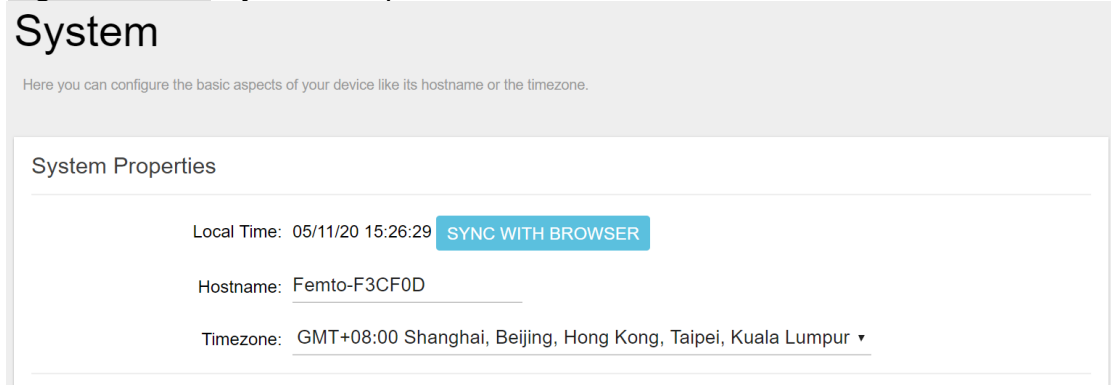 System
Here you can configure the basic aspects of your device like its hostname or the timezone.
System Properties
Local Time: 05/11/20 15:26:29 SYNC WITH BROWSER
Hostname: Femto-F3CF0D
Timezone: GMT+08:00 Shanghai, Beijing, Hong Kong, Taipei, Kuala Lumpur